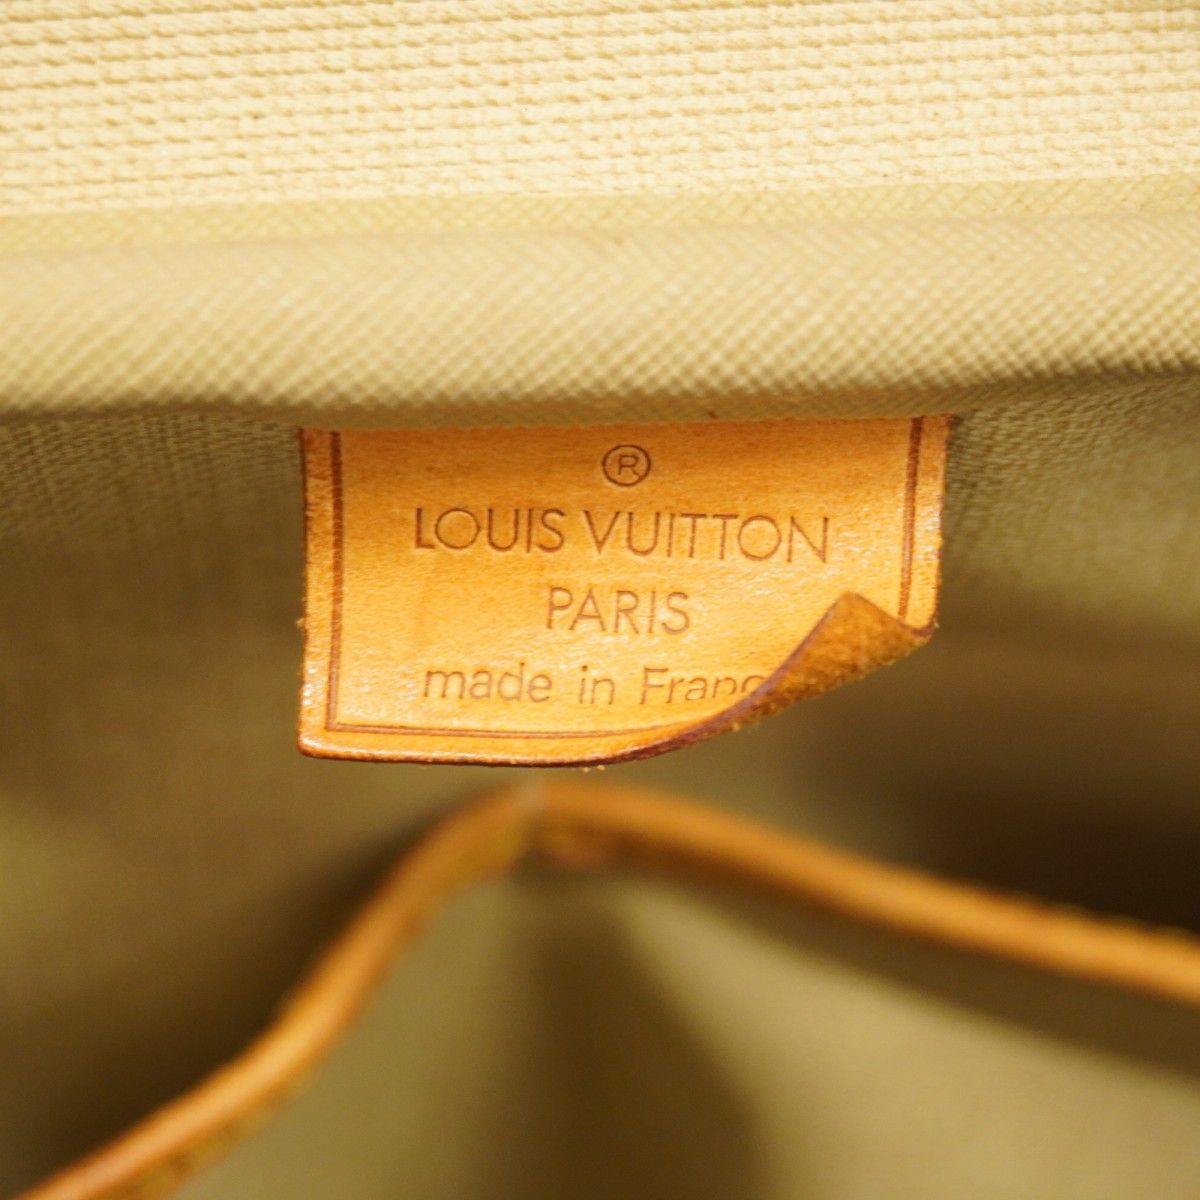 ®
LOUIS VUITTON
PARIS
made in Franc